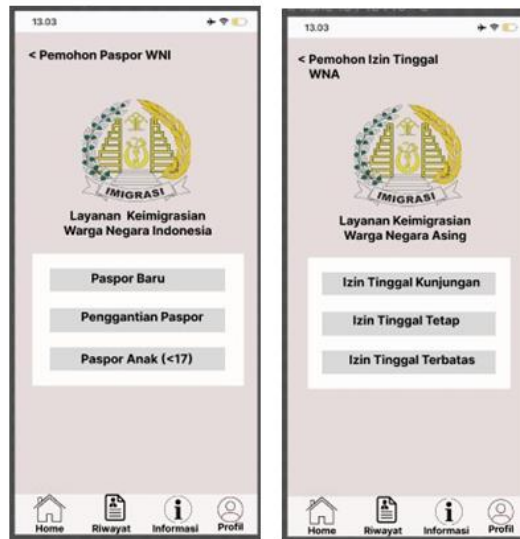 13.03
< Pemohon Paspor WNI
IMIGRASI
Layanan Keimigrasian
Warga Negara Indonesia
Paspor Baru
Penggantian Paspor
Paspor Anak (<17)
Home Riwayat Informasi Profil
13.03
< Pemohon Izin Tinggal
WNA
IMIGRASI
Layanan Keimigrasian
Warga Negara Asing
Izin Tinggal Kunjungan
Izin Tinggal Tetap
Izin Tinggal Terbatas
Home Riwayat Informasi Profil